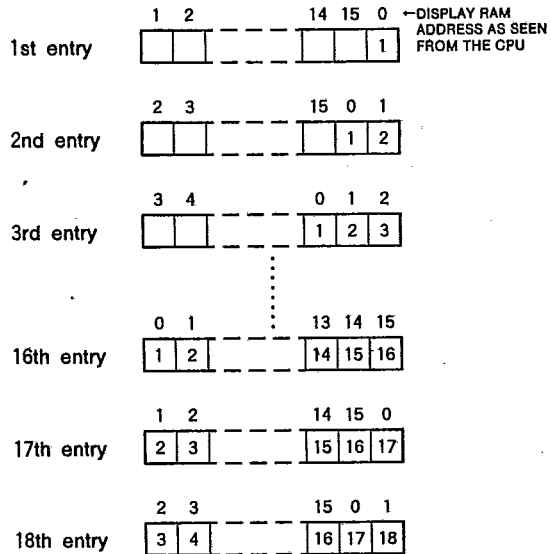 1 2 14 15 0 ←DISPLAY RAM
ADDRESS AS SEEN
FROM THE CPU
1st entry 1
2 3 15 0 1
2nd entry 1 2
3 4 0 1 2
3rd entry 1 2 3
0 1 13 14 15
16th entry 1 2 14 15 16
1 2 14 15 0
17th entry 2 3 15 16 17
2 3 15 0 1
18th entry 3 4 16 17 18